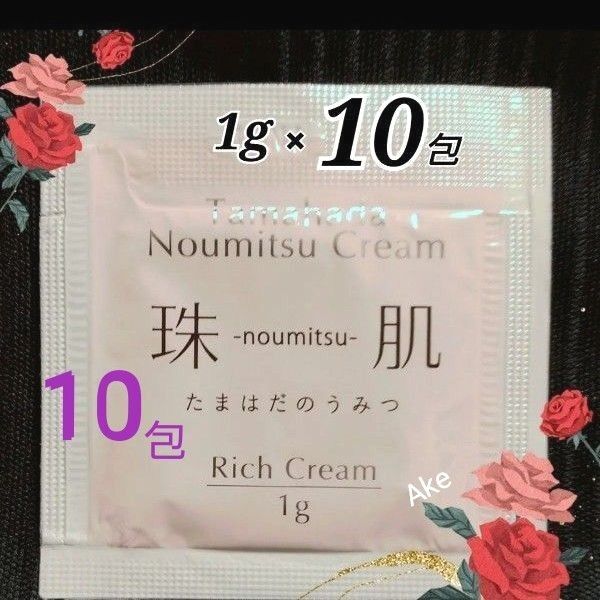 1g × 10包
Tamahada
Noumitsu Cream
珠 -noumitsu- 肌
たまはだのうみつ
10包
Rich Cream
1g
Ake